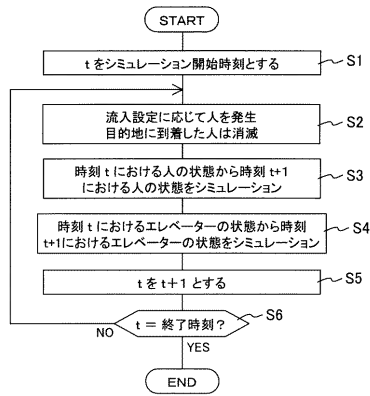 START
tをシミュレーション開始時刻とする
S1
流入設定に応じて人を発生
目的地に到着した人は消滅
S2
時刻 t における人の状態から時刻 t+1
における人の状態をシミュレーション
S3
時刻 t におけるエレベーターの状態から時刻
t+1におけるエレベーターの状態をシミュレーション
S4
t を t+1 とする
S5
t = 終了時刻?
S6
NO
YES
END